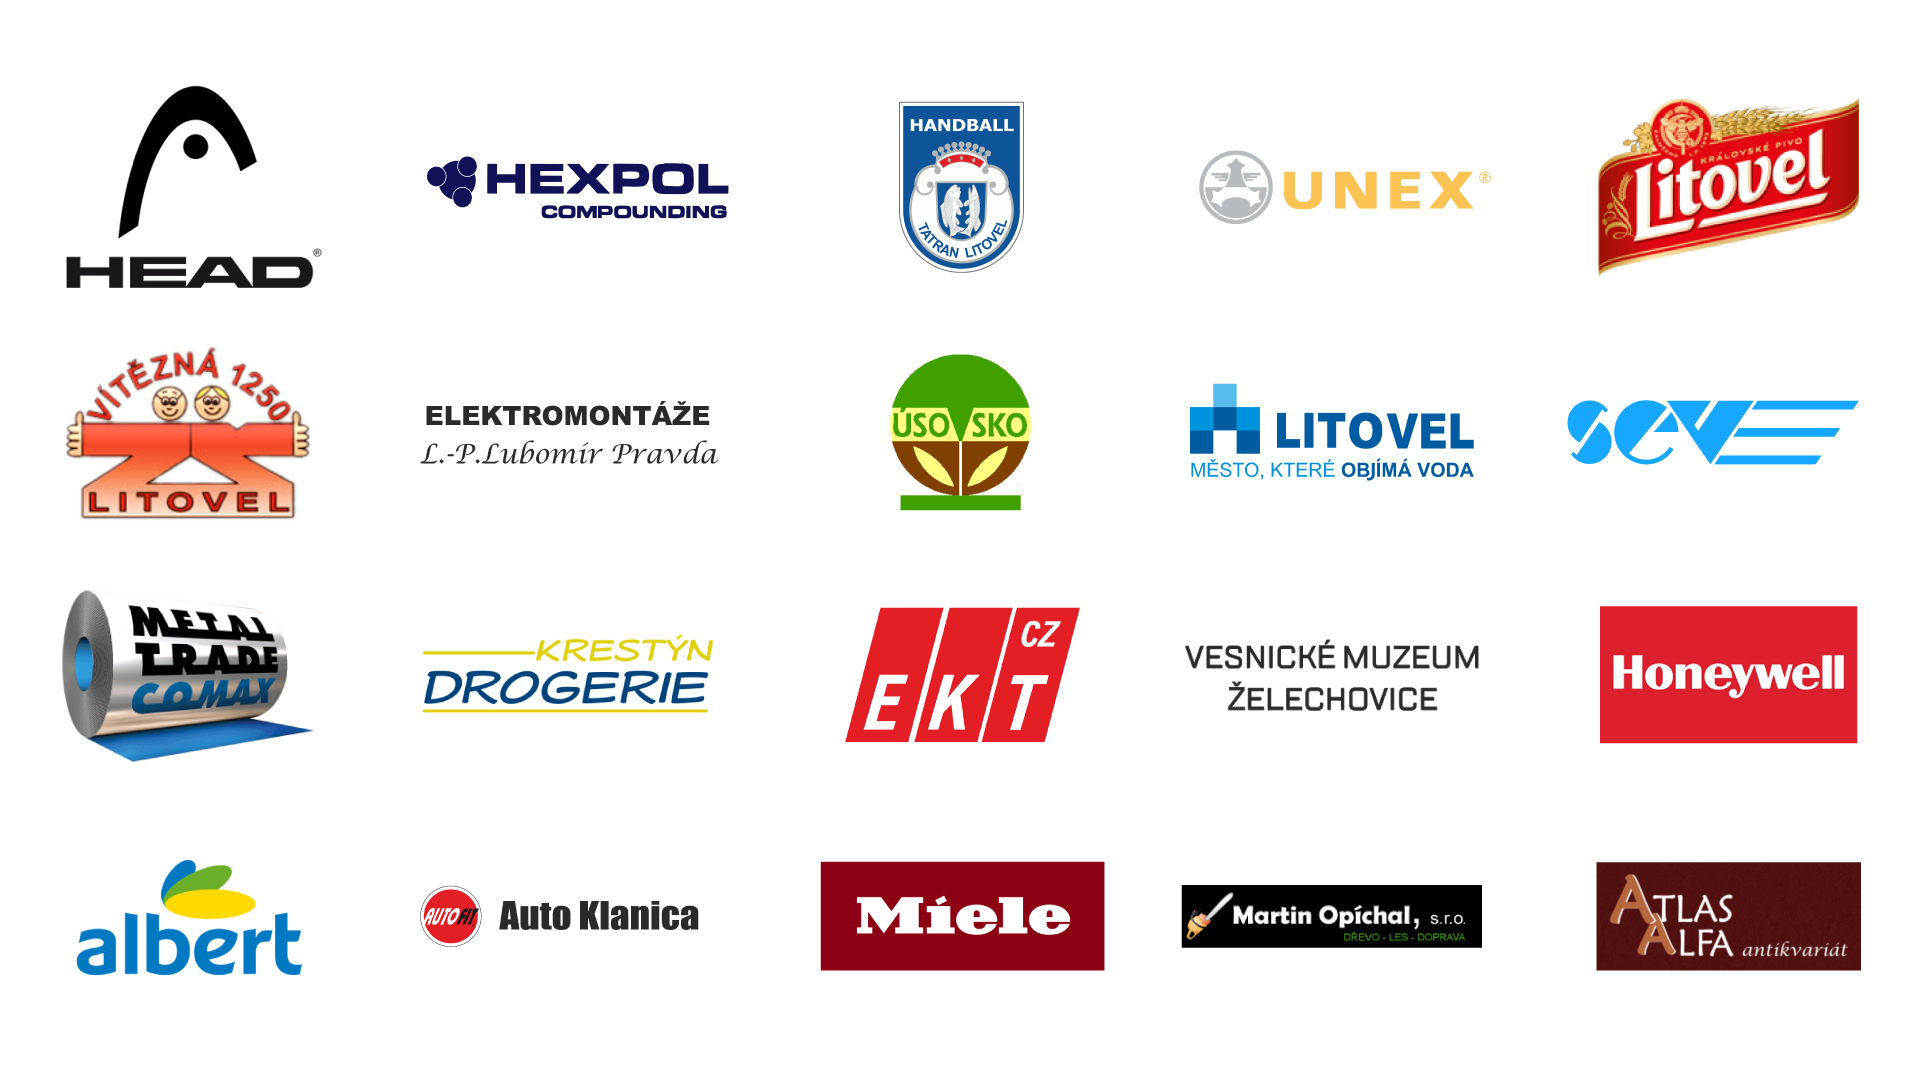 HEAD®
HEXPOL
COMPOUNDING
HANDBALL
TATRAN LITOVEL
UNEX®
KRÁLOVSKÉ PIVO
Litovel
VÍTĚZNÁ 1250
LITOVEL
ELEKTROMONTÁŽE
L.-P.Lubomír Pravda
ÚSOVSKO
LITOVEL
MĚSTO, KTERÉ OBJÍMÁ VODA
seve
METAL
TRADE
COMAX
KRESTÝN
DROGERIE
CZ
EKT
VESNICKÉ MUZEUM
ŽELECHOVICE
Honeywell
albert
AUTOFIT
Auto Klanica
Miele
Martin Opíchal, s.r.o.
DŘEVO - LES - DOPRAVA
ATLAS
ALFA antikvariát